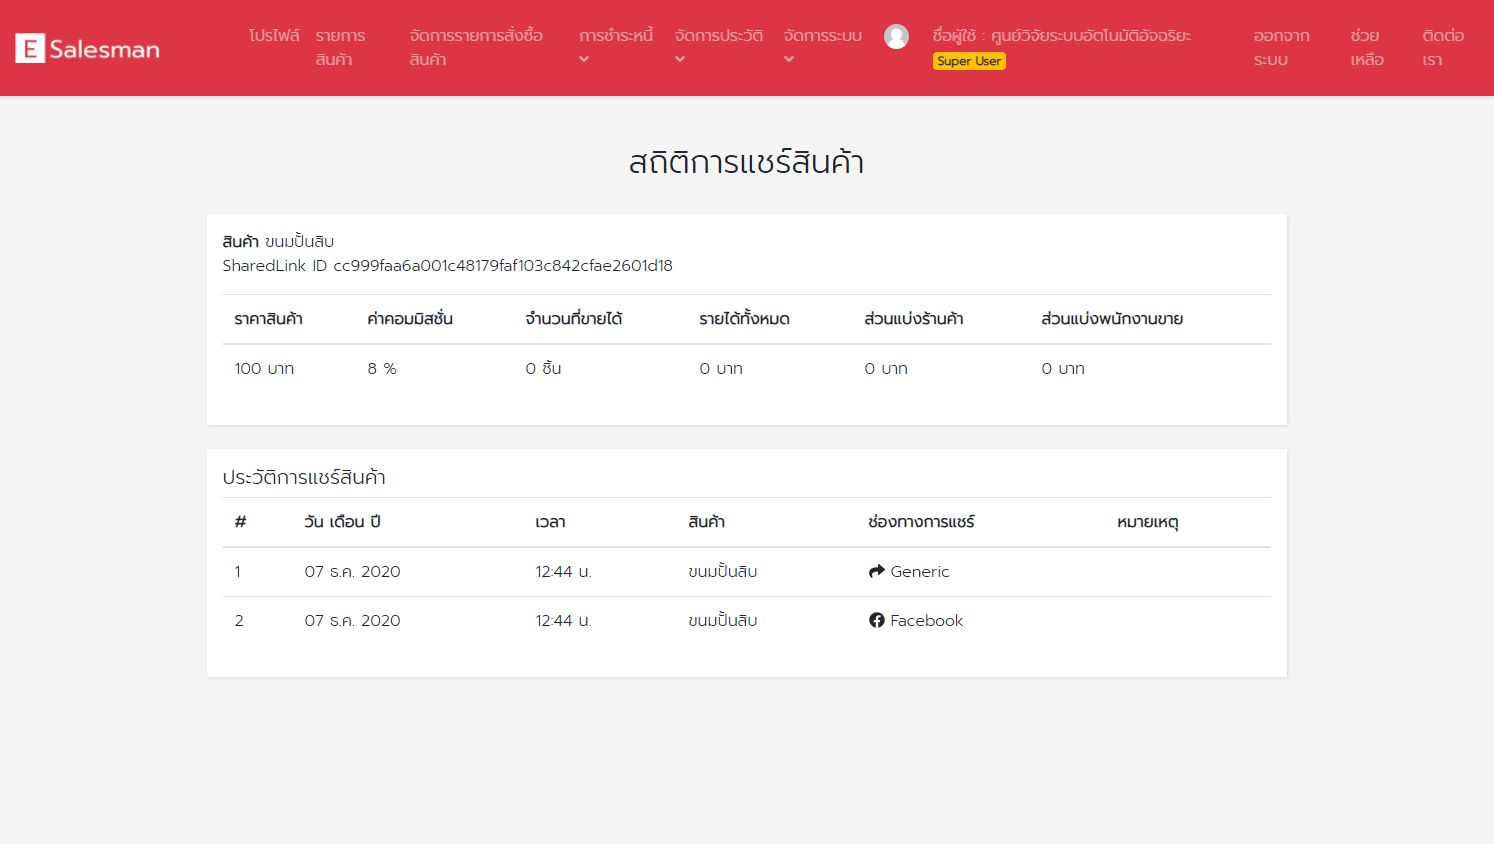 E Salesman
โปรไฟล์
รายการ
สินค้า
จัดการรายการสั่งซื้อ
สินค้า
การชำระหนี้
จัดการประวัติ
จัดการระบบ
ชื่อผู้ใช้ : ศูนย์วิจัยระบบอัตโนมัติอัจฉริยะ
Super User
ออกจาก
ระบบ
ช่วย
เหลือ
ติดต่อ
เรา
สถิติการแชร์สินค้า
สินค้า ขนมปั้นสิบ
SharedLink ID cc999faa6a001c48179faf103c842cfae2601d18
ราคาสินค้า ค่าคอมมิสชั่น จำนวนที่ขายได้ รายได้ทั้งหมด ส่วนแบ่งร้านค้า ส่วนแบ่งพนักงานขาย
100 บาท 8 % 0 ชิ้น 0 บาท 0 บาท 0 บาท
ประวัติการแชร์สินค้า
# วัน เดือน ปี เวลา สินค้า ช่องทางการแชร์ หมายเหตุ
1 07 ธ.ค. 2020 12:44 น. ขนมปั้นสิบ Generic
2 07 ธ.ค. 2020 12:44 น. ขนมปั้นสิบ Facebook